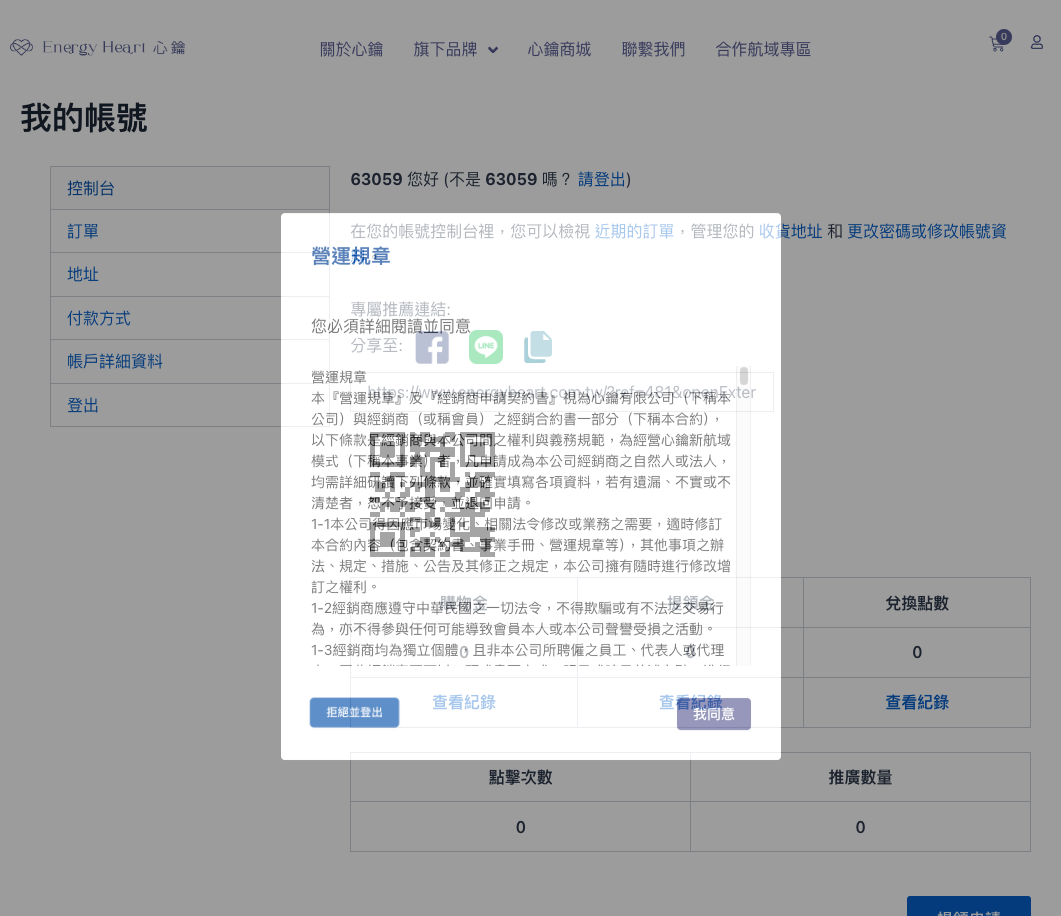 Energy Heart 心鑰
關於心鑰 旗下品牌 心鑰商城 聯繫我們 合作航域專區
0
我的帳號
控制台
訂單
地址
付款方式
帳戶詳細資料
登出
63059 您好 (不是 63059 嗎？ 請登出)
在您的帳號控制台裡，您可以檢視 近期的訂單，管理您的 收貨地址 和 更改密碼或修改帳號資
專屬推薦連結:
分享至:
LINE
https://www.energyheart.com.tw/?ref=481&openExter
營運規章
您必須詳細閱讀並同意
營運規章
本『營運規章』及『經銷商申請契約書』視為心鑰有限公司（下稱本
公司）與經銷商（或稱會員）之經銷合約書一部分（下稱本合約），
以下條款是經銷商與本公司間之權利與義務規範，為經營心鑰新航域
模式（下稱本事業）者，凡申請成為本公司經銷商之自然人或法人，
均需詳細研讀下列條款，並確實填寫各項資料，若有遺漏、不實或不
清楚者，恕不予接受，並退回申請。
1-1本公司得因應市場變化、相關法令修改或業務之需要，適時修訂
本合約內容（包含契約書、事業手冊、營運規章等)，其他事項之辦
法、規定、措施、公告及其修正之規定，本公司擁有隨時進行修改增
訂之權利。
1-2經銷商應遵守中華民國之一切法令，不得欺騙或有不法之交易行
為，亦不得參與任何可能導致會員本人或本公司聲譽受損之活動。
1-3經銷商均為獨立個體，且非本公司所聘僱之員工、代表人或代理
拒絕並登出
我同意
購物金 提領金 兌換點數
0 0 0
查看紀錄 查看紀錄 查看紀錄
點擊次數 推廣數量
0 0
提領申請